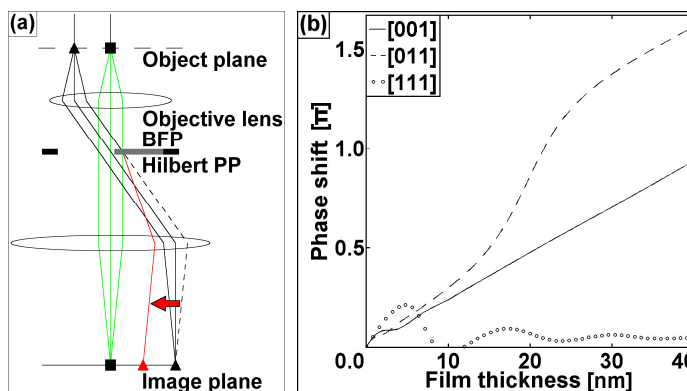 (a)
Object plane
Objective lens
BFP
Hilbert PP
Image plane
(b)
[001]
[011]
[111]
Phase shift [π]
1.5
1.0
0.5
0.0
10
20
30
40
Film thickness [nm]